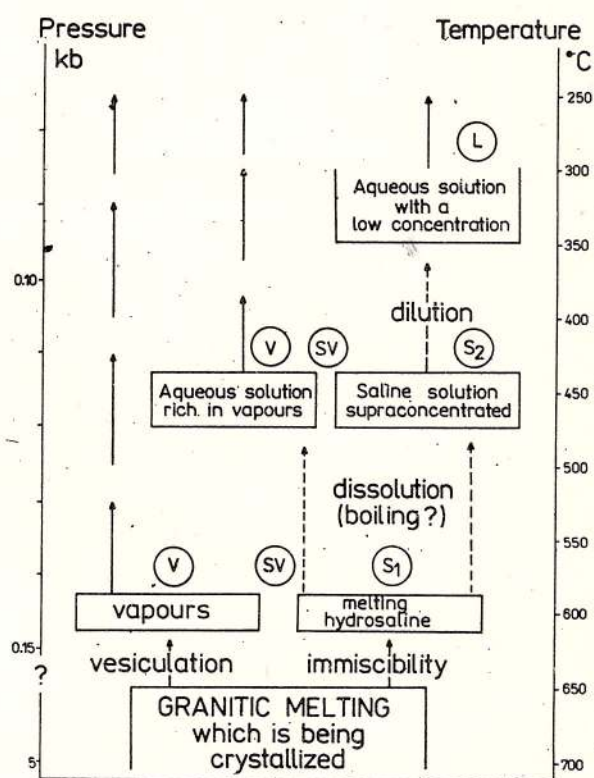 Pressure
kb
Temperature
°C
250
L
300
Aqueous solution
with a
low concentration
350
0.10
dilution
400
V
SV
S2
Aqueous solution
rich in vapours
Saline solution
supraconcentrated
450
500
dissolution
(boiling?)
550
V
SV
S1
vapours
melting
hydrosaline
600
0.15
vesiculation
immiscibility
?
650
GRANITIC MELTING
which is being
crystallized
5
700